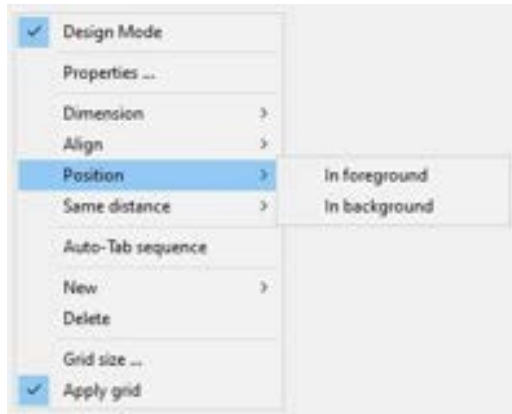 Design Mode
Properties ...
Dimension
Align
Position
In foreground
Same distance
In background
Auto-Tab sequence
New
Delete
Grid size ...
Apply grid